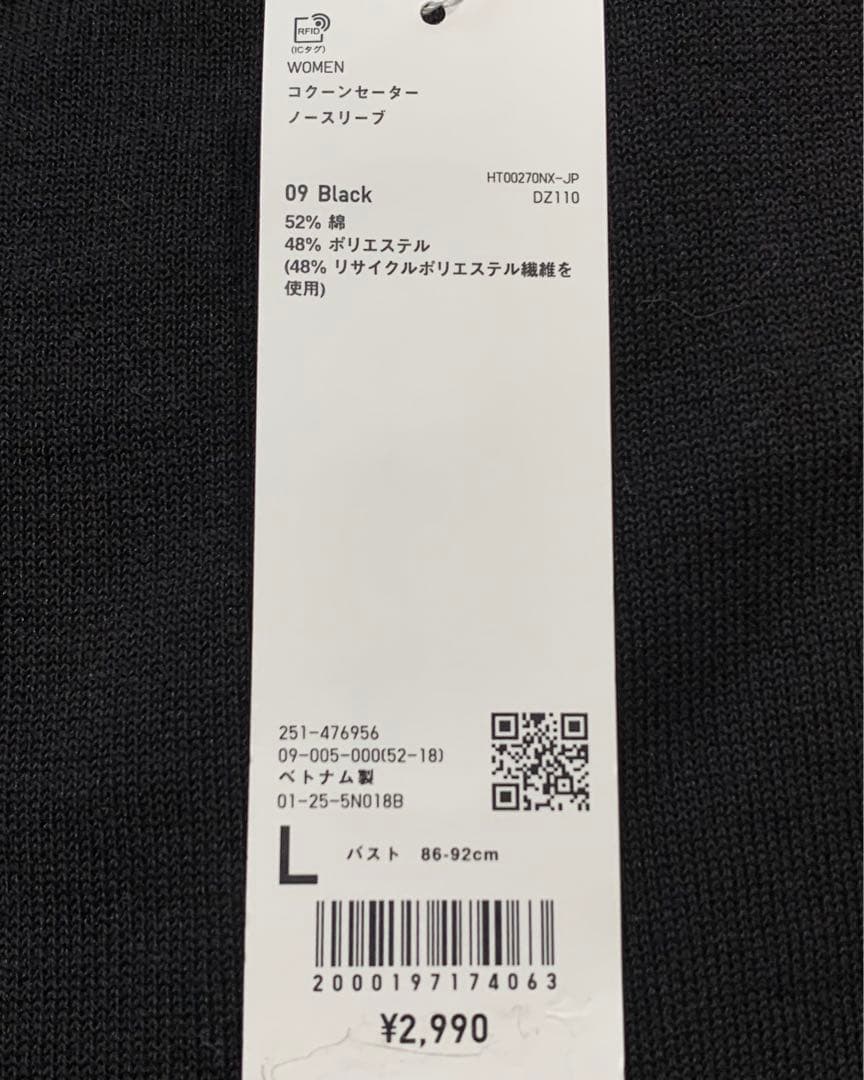 RFID
(ICタグ)
WOMEN
コクーンセーター
ノースリーブ
HT00270NX-JP
09 Black
DZ110
52% 綿
48% ポリエステル
(48% リサイクルポリエステル繊維を
使用)
251-476956
09-005-000(52-18)
ベトナム製
01-25-5N018B
L バスト 86-92cm
2000197174063
¥2,990